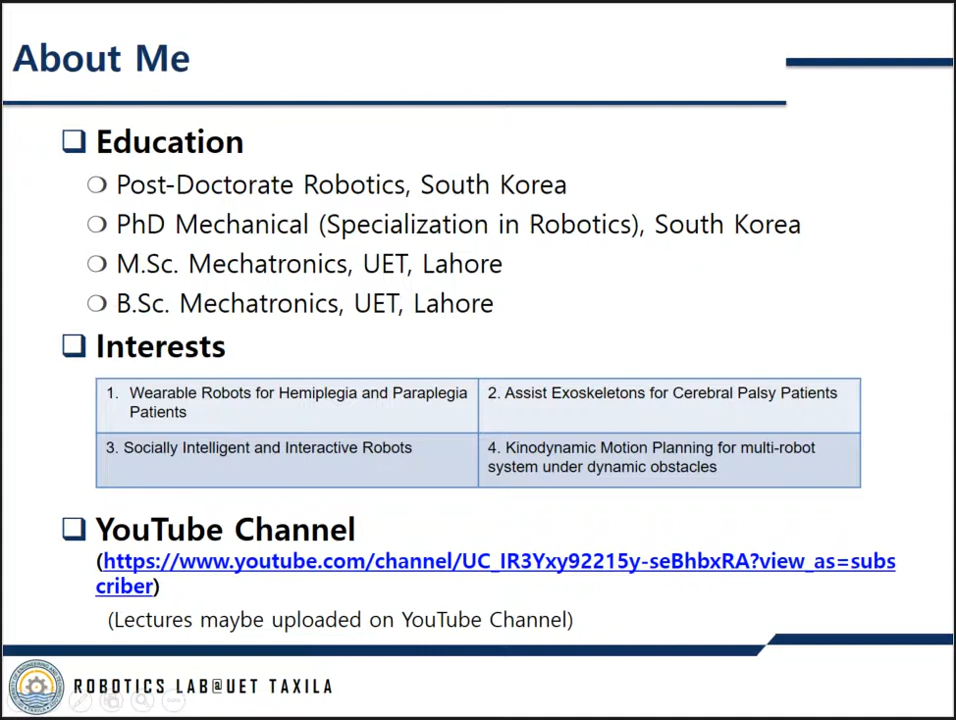 About Me
Education
Post-Doctorate Robotics, South Korea
PhD Mechanical (Specialization in Robotics), South Korea
M.Sc. Mechatronics, UET, Lahore
B.Sc. Mechatronics, UET, Lahore
Interests
1. Wearable Robots for Hemiplegia and Paraplegia
Patients
2. Assist Exoskeletons for Cerebral Palsy Patients
3. Socially Intelligent and Interactive Robots
4. Kinodynamic Motion Planning for multi-robot
system under dynamic obstacles
YouTube Channel
(https://www.youtube.com/channel/UC_IR3Yxy92215y-seBhbxRA?view_as=subs
criber)
(Lectures maybe uploaded on YouTube Channel)
ROBOTICS LAB@UET TAXILA